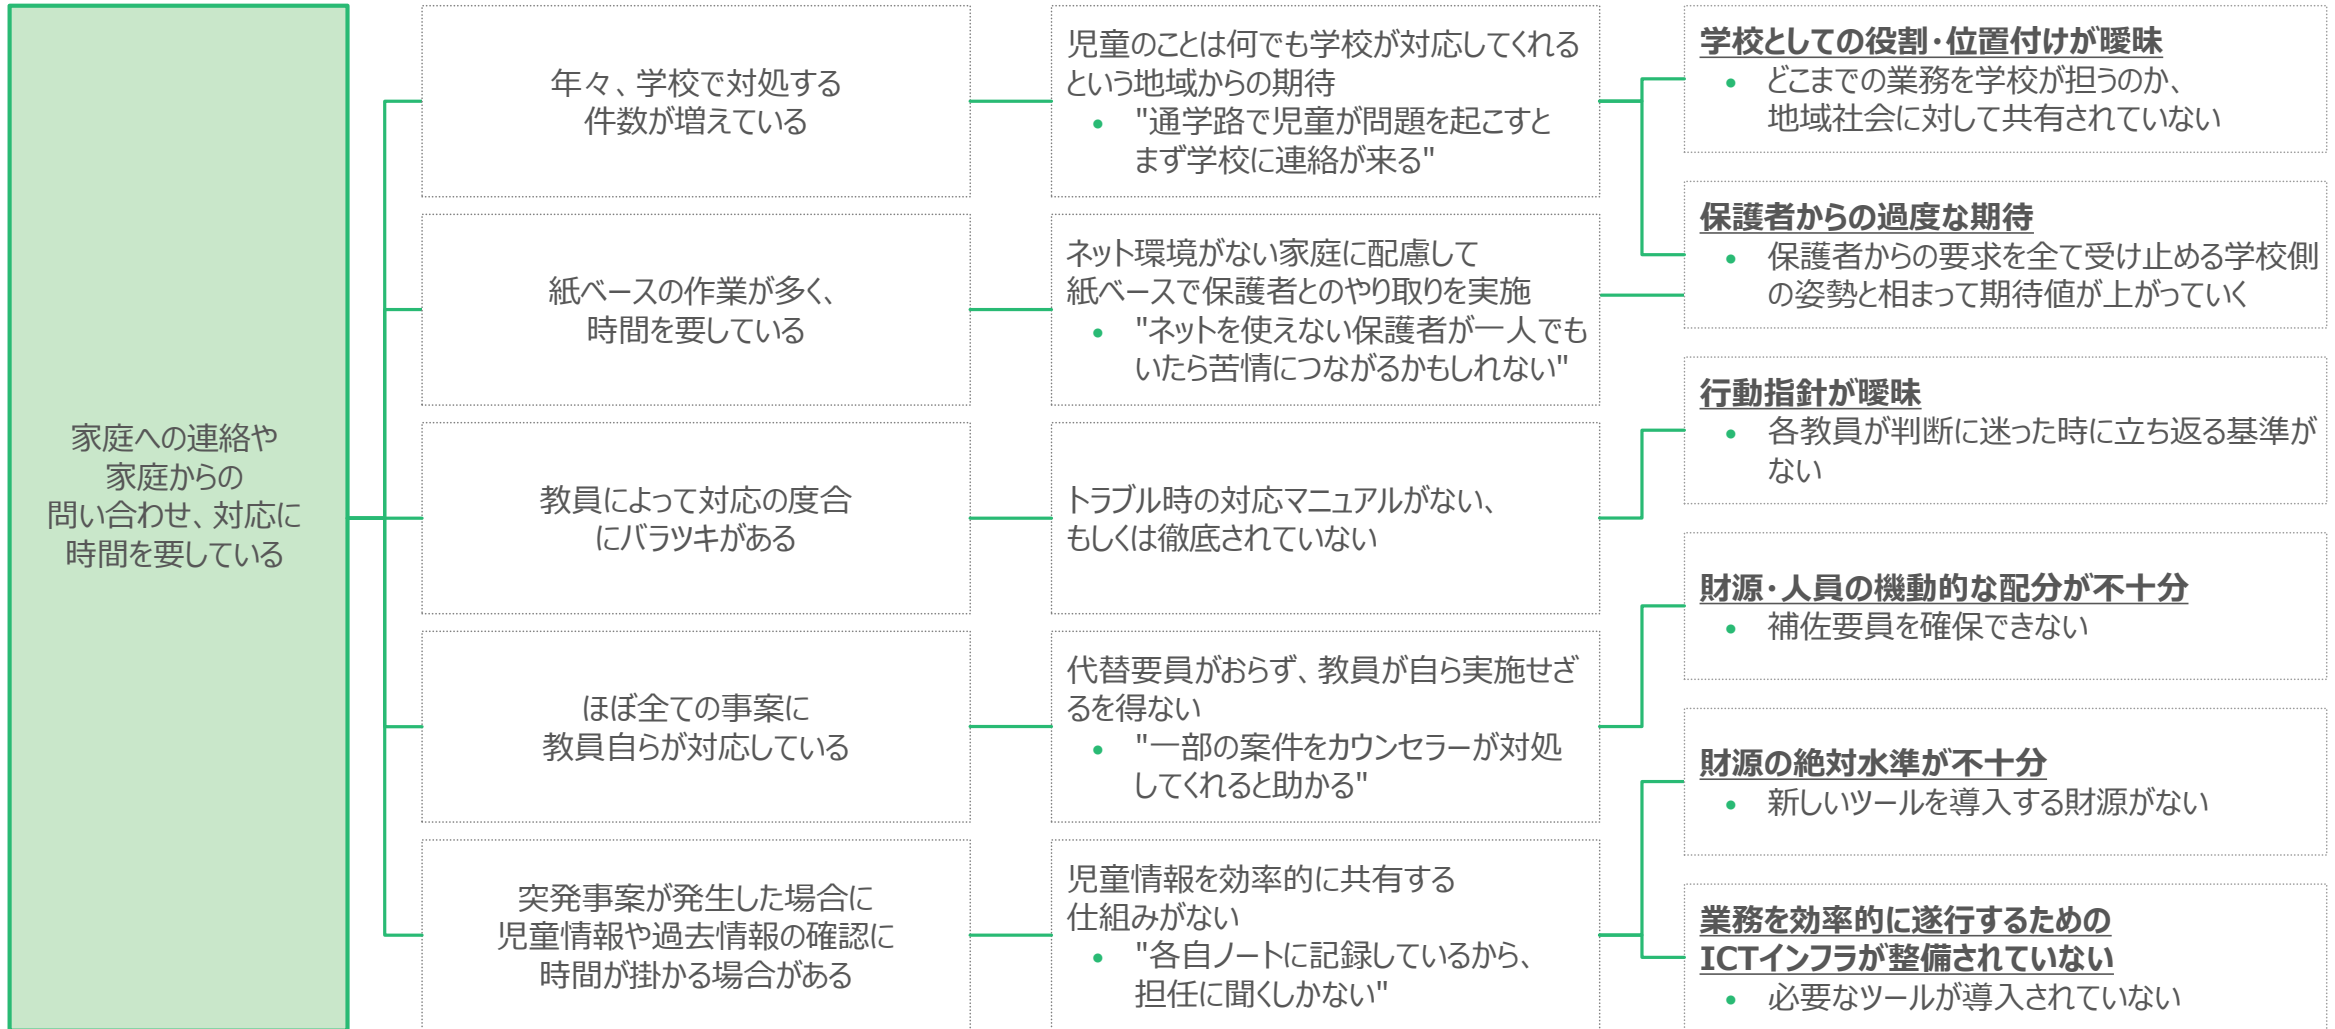 家庭への連絡や
家庭からの
問い合わせ、対応に
時間を要している
年々、学校で対処する
件数が増えている
紙ベースの作業が多く、
時間を要している
教員によって対応の度合
にバラツキがある
ほぼ全ての事案に
教員自らが対応している
突発事案が発生した場合に
児童情報や過去情報の確認に
時間が掛かる場合がある
児童のことは何でも学校が対応してくれる
という地域からの期待
• "通学路で児童が問題を起こすと
まず学校に連絡が来る"
ネット環境がない家庭に配慮して
紙ベースで保護者とのやり取りを実施
• "ネットを使えない保護者が一人でも
いたら苦情につながるかもしれない"
トラブル時の対応マニュアルがない、
もしくは徹底されていない
代替要員がおらず、教員が自ら実施せざ
るを得ない
• "一部の案件をカウンセラーが対処
してくれると助かる"
児童情報を効率的に共有する
仕組みがない
• "各自ノートに記録しているから、
担任に聞くしかない"
学校としての役割・位置付けが曖昧
• どこまでの業務を学校が担うのか、
地域社会に対して共有されていない
保護者からの過度な期待
• 保護者からの要求を全て受け止める学校側
の姿勢と相まって期待値が上がっていく
行動指針が曖昧
• 各教員が判断に迷った時に立ち返る基準が
ない
財源・人員の機動的な配分が不十分
• 補佐要員を確保できない
財源の絶対水準が不十分
• 新しいツールを導入する財源がない
業務を効率的に遂行するための
ICTインフラが整備されていない
• 必要なツールが導入されていない